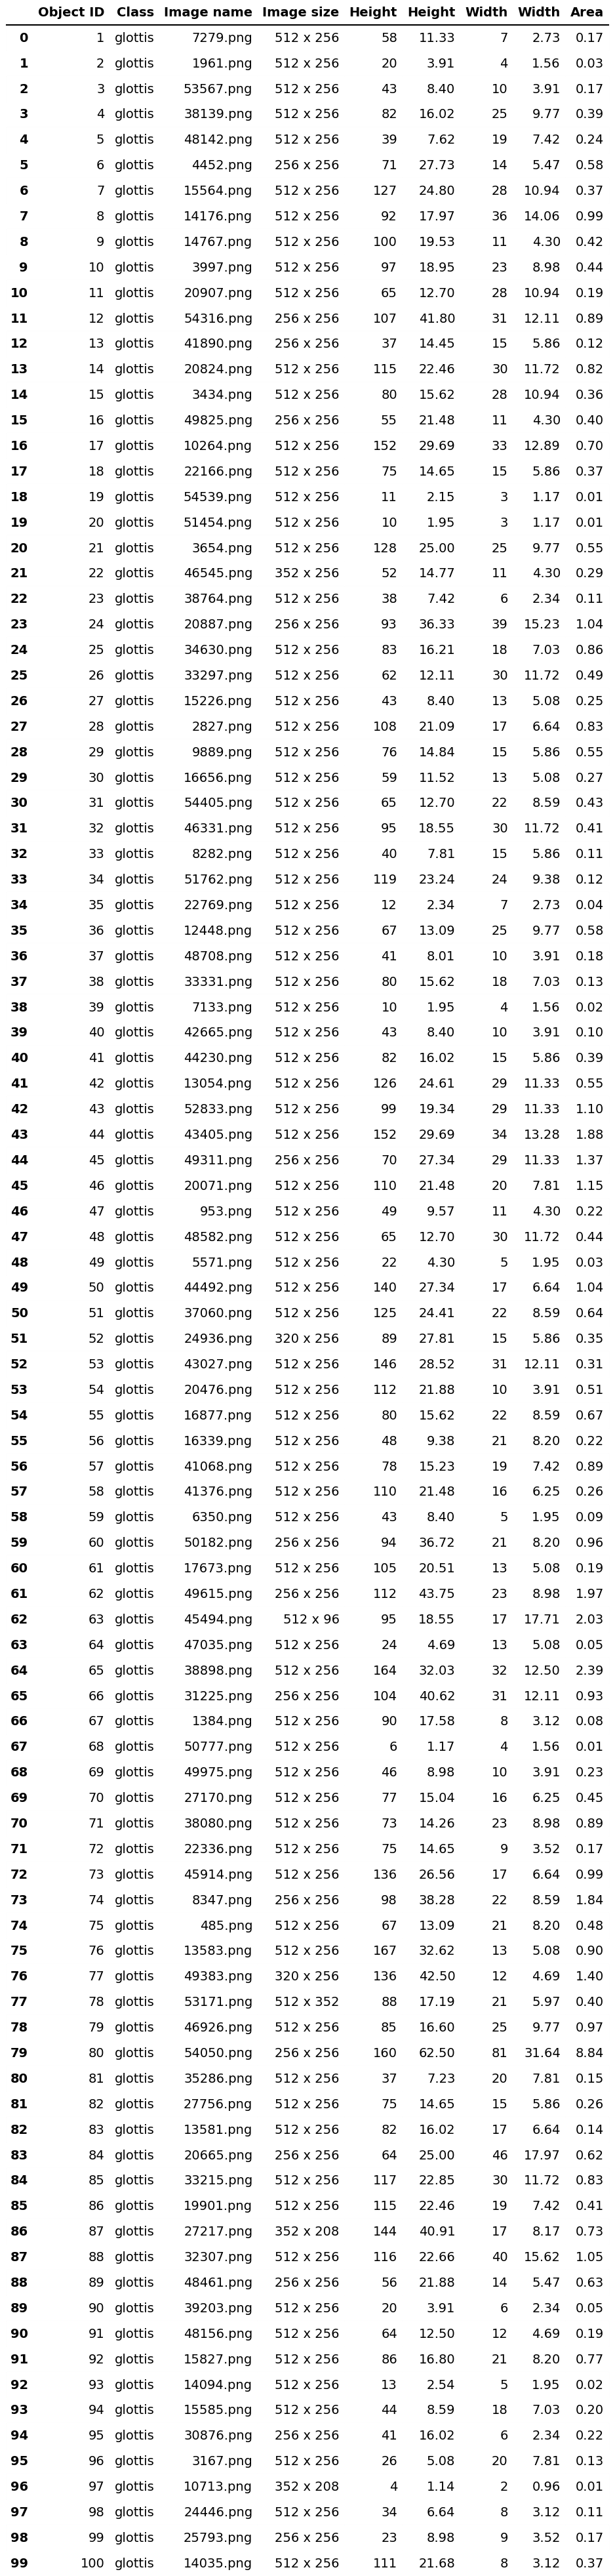 Object ID Class Image name Image size Height Height Width Width Area
0 1 glottis 7279.png 512 x 256 58 11.33 7 2.73 0.17
1 2 glottis 1961.png 512 x 256 20 3.91 4 1.56 0.03
2 3 glottis 53567.png 512 x 256 43 8.40 10 3.91 0.17
3 4 glottis 38139.png 512 x 256 82 16.02 25 9.77 0.39
4 5 glottis 48142.png 512 x 256 39 7.62 19 7.42 0.24
5 6 glottis 4452.png 256 x 256 71 27.73 14 5.47 0.58
6 7 glottis 15564.png 512 x 256 127 24.80 28 10.94 0.37
7 8 glottis 14176.png 512 x 256 92 17.97 36 14.06 0.99
8 9 glottis 14767.png 512 x 256 100 19.53 11 4.30 0.42
9 10 glottis 3997.png 512 x 256 97 18.95 23 8.98 0.44
10 11 glottis 20907.png 512 x 256 65 12.70 28 10.94 0.19
11 12 glottis 54316.png 256 x 256 107 41.80 31 12.11 0.89
12 13 glottis 41890.png 256 x 256 37 14.45 15 5.86 0.12
13 14 glottis 20824.png 512 x 256 115 22.46 30 11.72 0.82
14 15 glottis 3434.png 512 x 256 80 15.62 28 10.94 0.36
15 16 glottis 49825.png 256 x 256 55 21.48 11 4.30 0.40
16 17 glottis 10264.png 512 x 256 152 29.69 33 12.89 0.70
17 18 glottis 22166.png 512 x 256 75 14.65 15 5.86 0.37
18 19 glottis 54539.png 512 x 256 11 2.15 3 1.17 0.01
19 20 glottis 51454.png 512 x 256 10 1.95 3 1.17 0.01
20 21 glottis 3654.png 512 x 256 128 25.00 25 9.77 0.55
21 22 glottis 46545.png 352 x 256 52 14.77 11 4.30 0.29
22 23 glottis 38764.png 512 x 256 38 7.42 6 2.34 0.11
23 24 glottis 20887.png 256 x 256 93 36.33 39 15.23 1.04
24 25 glottis 34630.png 512 x 256 83 16.21 18 7.03 0.86
25 26 glottis 33297.png 512 x 256 62 12.11 30 11.72 0.49
26 27 glottis 15226.png 512 x 256 43 8.40 13 5.08 0.25
27 28 glottis 2827.png 512 x 256 108 21.09 17 6.64 0.83
28 29 glottis 9889.png 512 x 256 76 14.84 15 5.86 0.55
29 30 glottis 16656.png 512 x 256 59 11.52 13 5.08 0.27
30 31 glottis 54405.png 512 x 256 65 12.70 22 8.59 0.43
31 32 glottis 46331.png 512 x 256 95 18.55 30 11.72 0.41
32 33 glottis 8282.png 512 x 256 40 7.81 15 5.86 0.11
33 34 glottis 51762.png 512 x 256 119 23.24 24 9.38 0.12
34 35 glottis 22769.png 512 x 256 12 2.34 7 2.73 0.04
35 36 glottis 12448.png 512 x 256 67 13.09 25 9.77 0.58
36 37 glottis 48708.png 512 x 256 41 8.01 10 3.91 0.18
37 38 glottis 33331.png 512 x 256 80 15.62 18 7.03 0.13
38 39 glottis 7133.png 512 x 256 10 1.95 4 1.56 0.02
39 40 glottis 42665.png 512 x 256 43 8.40 10 3.91 0.10
40 41 glottis 44230.png 512 x 256 82 16.02 15 5.86 0.39
41 42 glottis 13054.png 512 x 256 126 24.61 29 11.33 0.55
42 43 glottis 52833.png 512 x 256 99 19.34 29 11.33 1.10
43 44 glottis 43405.png 512 x 256 152 29.69 34 13.28 1.88
44 45 glottis 49311.png 256 x 256 70 27.34 29 11.33 1.37
45 46 glottis 20071.png 512 x 256 110 21.48 20 7.81 1.15
46 47 glottis 953.png 512 x 256 49 9.57 11 4.30 0.22
47 48 glottis 48582.png 512 x 256 65 12.70 30 11.72 0.44
48 49 glottis 5571.png 512 x 256 22 4.30 5 1.95 0.03
49 50 glottis 44492.png 512 x 256 140 27.34 17 6.64 1.04
50 51 glottis 37060.png 512 x 256 125 24.41 22 8.59 0.64
51 52 glottis 24936.png 320 x 256 89 27.81 15 5.86 0.35
52 53 glottis 43027.png 512 x 256 146 28.52 31 12.11 0.31
53 54 glottis 20476.png 512 x 256 112 21.88 10 3.91 0.51
54 55 glottis 16877.png 512 x 256 80 15.62 22 8.59 0.67
55 56 glottis 16339.png 512 x 256 48 9.38 21 8.20 0.22
56 57 glottis 41068.png 512 x 256 78 15.23 19 7.42 0.89
57 58 glottis 41376.png 512 x 256 110 21.48 16 6.25 0.26
58 59 glottis 6350.png 512 x 256 43 8.40 5 1.95 0.09
59 60 glottis 50182.png 256 x 256 94 36.72 21 8.20 0.96
60 61 glottis 17673.png 512 x 256 105 20.51 13 5.08 0.19
61 62 glottis 49615.png 256 x 256 112 43.75 23 8.98 1.97
62 63 glottis 45494.png 512 x 96 95 18.55 17 17.71 2.03
63 64 glottis 47035.png 512 x 256 24 4.69 13 5.08 0.05
64 65 glottis 38898.png 512 x 256 164 32.03 32 12.50 2.39
65 66 glottis 31225.png 256 x 256 104 40.62 31 12.11 0.93
66 67 glottis 1384.png 512 x 256 90 17.58 8 3.12 0.08
67 68 glottis 50777.png 512 x 256 6 1.17 4 1.56 0.01
68 69 glottis 49975.png 512 x 256 46 8.98 10 3.91 0.23
69 70 glottis 27170.png 512 x 256 77 15.04 16 6.25 0.45
70 71 glottis 38080.png 512 x 256 73 14.26 23 8.98 0.89
71 72 glottis 22336.png 512 x 256 75 14.65 9 3.52 0.17
72 73 glottis 45914.png 512 x 256 136 26.56 17 6.64 0.99
73 74 glottis 8347.png 256 x 256 98 38.28 22 8.59 1.84
74 75 glottis 485.png 512 x 256 67 13.09 21 8.20 0.48
75 76 glottis 13583.png 512 x 256 167 32.62 13 5.08 0.90
76 77 glottis 49383.png 320 x 256 136 42.50 12 4.69 1.40
77 78 glottis 53171.png 512 x 352 88 17.19 21 5.97 0.40
78 79 glottis 46926.png 512 x 256 85 16.60 25 9.77 0.97
79 80 glottis 54050.png 256 x 256 160 62.50 81 31.64 8.84
80 81 glottis 35286.png 512 x 256 37 7.23 20 7.81 0.15
81 82 glottis 27756.png 512 x 256 75 14.65 15 5.86 0.26
82 83 glottis 13581.png 512 x 256 82 16.02 17 6.64 0.14
83 84 glottis 20665.png 256 x 256 64 25.00 46 17.97 0.62
84 85 glottis 33215.png 512 x 256 117 22.85 30 11.72 0.83
85 86 glottis 19901.png 512 x 256 115 22.46 19 7.42 0.41
86 87 glottis 27217.png 352 x 208 144 40.91 17 8.17 0.73
87 88 glottis 32307.png 512 x 256 116 22.66 40 15.62 1.05
88 89 glottis 48461.png 256 x 256 56 21.88 14 5.47 0.63
89 90 glottis 39203.png 512 x 256 20 3.91 6 2.34 0.05
90 91 glottis 48156.png 512 x 256 64 12.50 12 4.69 0.19
91 92 glottis 15827.png 512 x 256 86 16.80 21 8.20 0.77
92 93 glottis 14094.png 512 x 256 13 2.54 5 1.95 0.02
93 94 glottis 15585.png 512 x 256 44 8.59 18 7.03 0.20
94 95 glottis 30876.png 256 x 256 41 16.02 6 2.34 0.22
95 96 glottis 3167.png 512 x 256 26 5.08 20 7.81 0.13
96 97 glottis 10713.png 352 x 208 4 1.14 2 0.96 0.01
97 98 glottis 24446.png 512 x 256 34 6.64 8 3.12 0.11
98 99 glottis 25793.png 256 x 256 23 8.98 9 3.52 0.17
99 100 glottis 14035.png 512 x 256 111 21.68 8 3.12 0.37